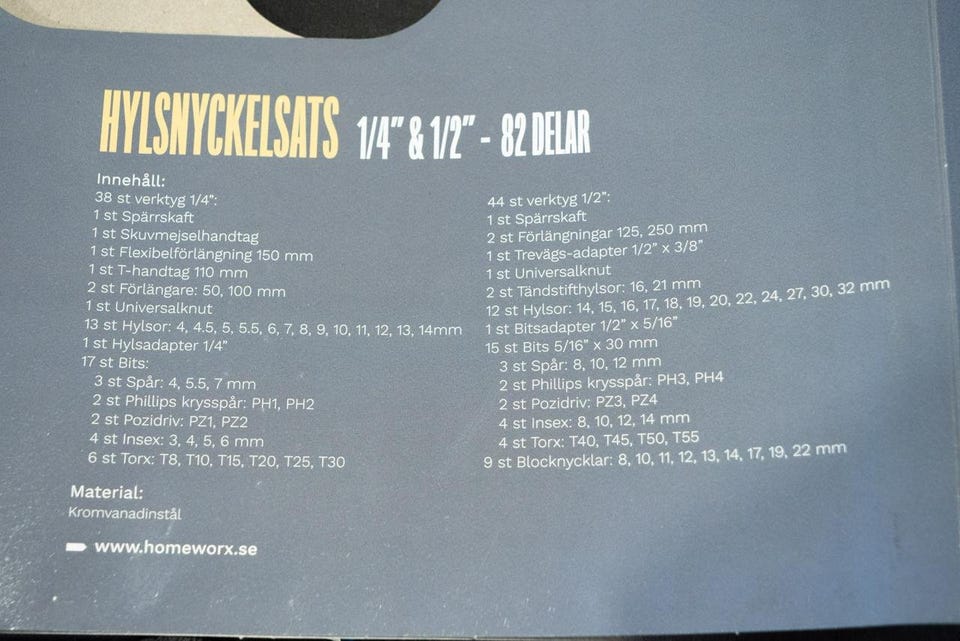 HYLSNYCKELSATS 1/4” & 1/2” - 82 DELAR
Innehåll:
38 st verktyg 1/4”:
1 st Spärrskaft
1 st Skuvmejselhandtag
1 st Flexibelförlängning 150 mm
1 st T-handtag 110 mm
2 st Förlängare: 50, 100 mm
1 st Universalknut
13 st Hylsor: 4, 4.5, 5, 5.5, 6, 7, 8, 9, 10, 11, 12, 13, 14mm
1 st Hylsadapter 1/4”
17 st Bits:
3 st Spår: 4, 5.5, 7 mm
2 st Phillips krysspår: PH1, PH2
2 st Pozidriv: PZ1, PZ2
4 st Insex: 3, 4, 5, 6 mm
6 st Torx: T8, T10, T15, T20, T25, T30
44 st verktyg 1/2”:
1 st Spärrskaft
2 st Förlängningar 125, 250 mm
1 st Trevägs-adapter 1/2” x 3/8”
1 st Universalknut
2 st Tändstifthylsor: 16, 21 mm
12 st Hylsor: 14, 15, 16, 17, 18, 19, 20, 22, 24, 27, 30, 32 mm
1 st Bitsadapter 1/2” x 5/16”
15 st Bits 5/16” x 30 mm
3 st Spår: 8, 10, 12 mm
2 st Phillips krysspår: PH3, PH4
2 st Pozidriv: PZ3, PZ4
4 st Insex: 8, 10, 12, 14 mm
4 st Torx: T40, T45, T50, T55
9 st Blocknycklar: 8, 10, 11, 12, 13, 14, 17, 19, 22 mm
Material:
Kromvanadinstål
www.homeworx.se